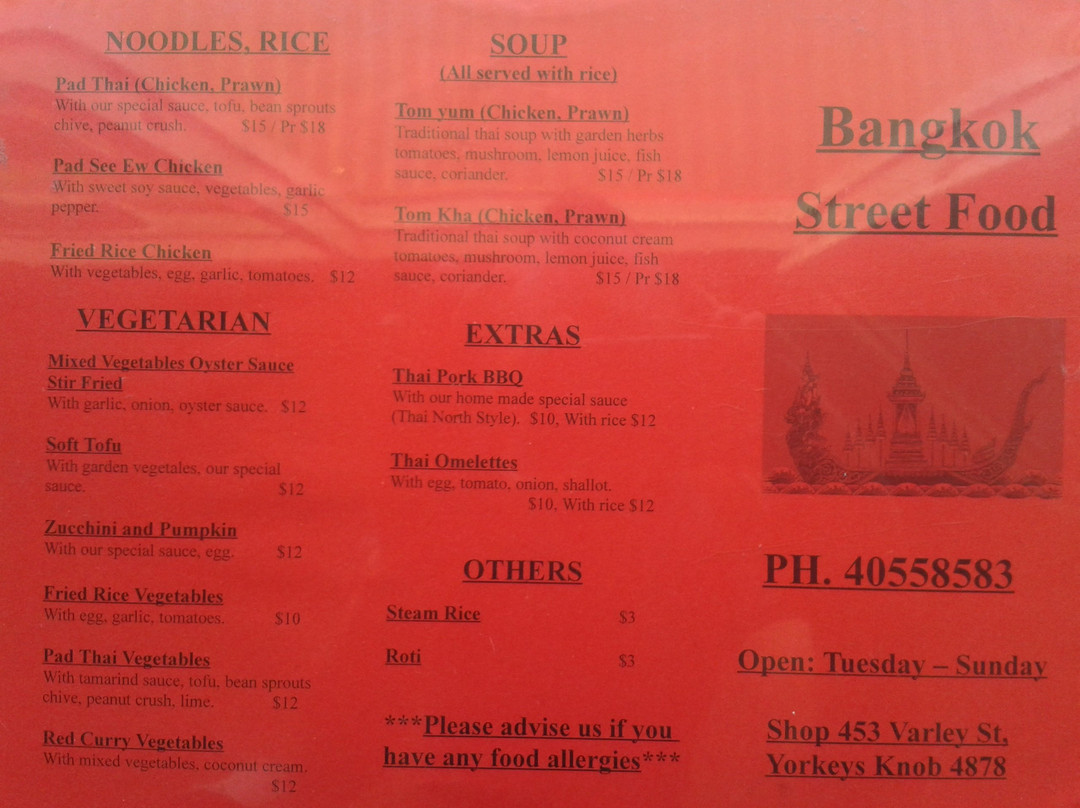 NOODLES, RICE
Pad Thai (Chicken, Prawn)
With our special sauce, tofu, bean sprouts
chive, peanut crush. $15 / Pr $18
Pad See Ew Chicken
With sweet soy sauce, vegetables, garlic
pepper. $15
Fried Rice Chicken
With vegetables, egg, garlic, tomatoes. $12
VEGETARIAN
Mixed Vegetables Oyster Sauce
Stir Fried
With garlic, onion, oyster sauce. $12
Soft Tofu
With garden vegetales, our special
sauce. $12
Zucchini and Pumpkin
With our special sauce, egg. $12
Fried Rice Vegetables
With egg, garlic, tomatoes. $10
Pad Thai Vegetables
With tamarind sauce, tofu, bean sprouts
chive, peanut crush, lime. $12
Red Curry Vegetables
With mixed vegetables, coconut cream.
$12
SOUP
(All served with rice)
Tom yum (Chicken, Prawn)
Traditional thai soup with garden herbs
tomatoes, mushroom, lemon juice, fish
sauce, coriander. $15 / Pr $18
Tom Kha (Chicken, Prawn)
Traditional thai soup with coconut cream
tomatoes, mushroom, lemon juice, fish
sauce, coriander. $15 / Pr $18
EXTRAS
Thai Pork BBQ
With our home made special sauce
(Thai North Style). $10, With rice $12
Thai Omelettes
With egg, tomato, onion, shallot.
$10, With rice $12
OTHERS
Steam Rice $3
Roti $3
***Please advise us if you
have any food allergies***
Bangkok
Street Food
PH. 40558583
Open: Tuesday – Sunday
Shop 453 Varley St,
Yorkeys Knob 4878